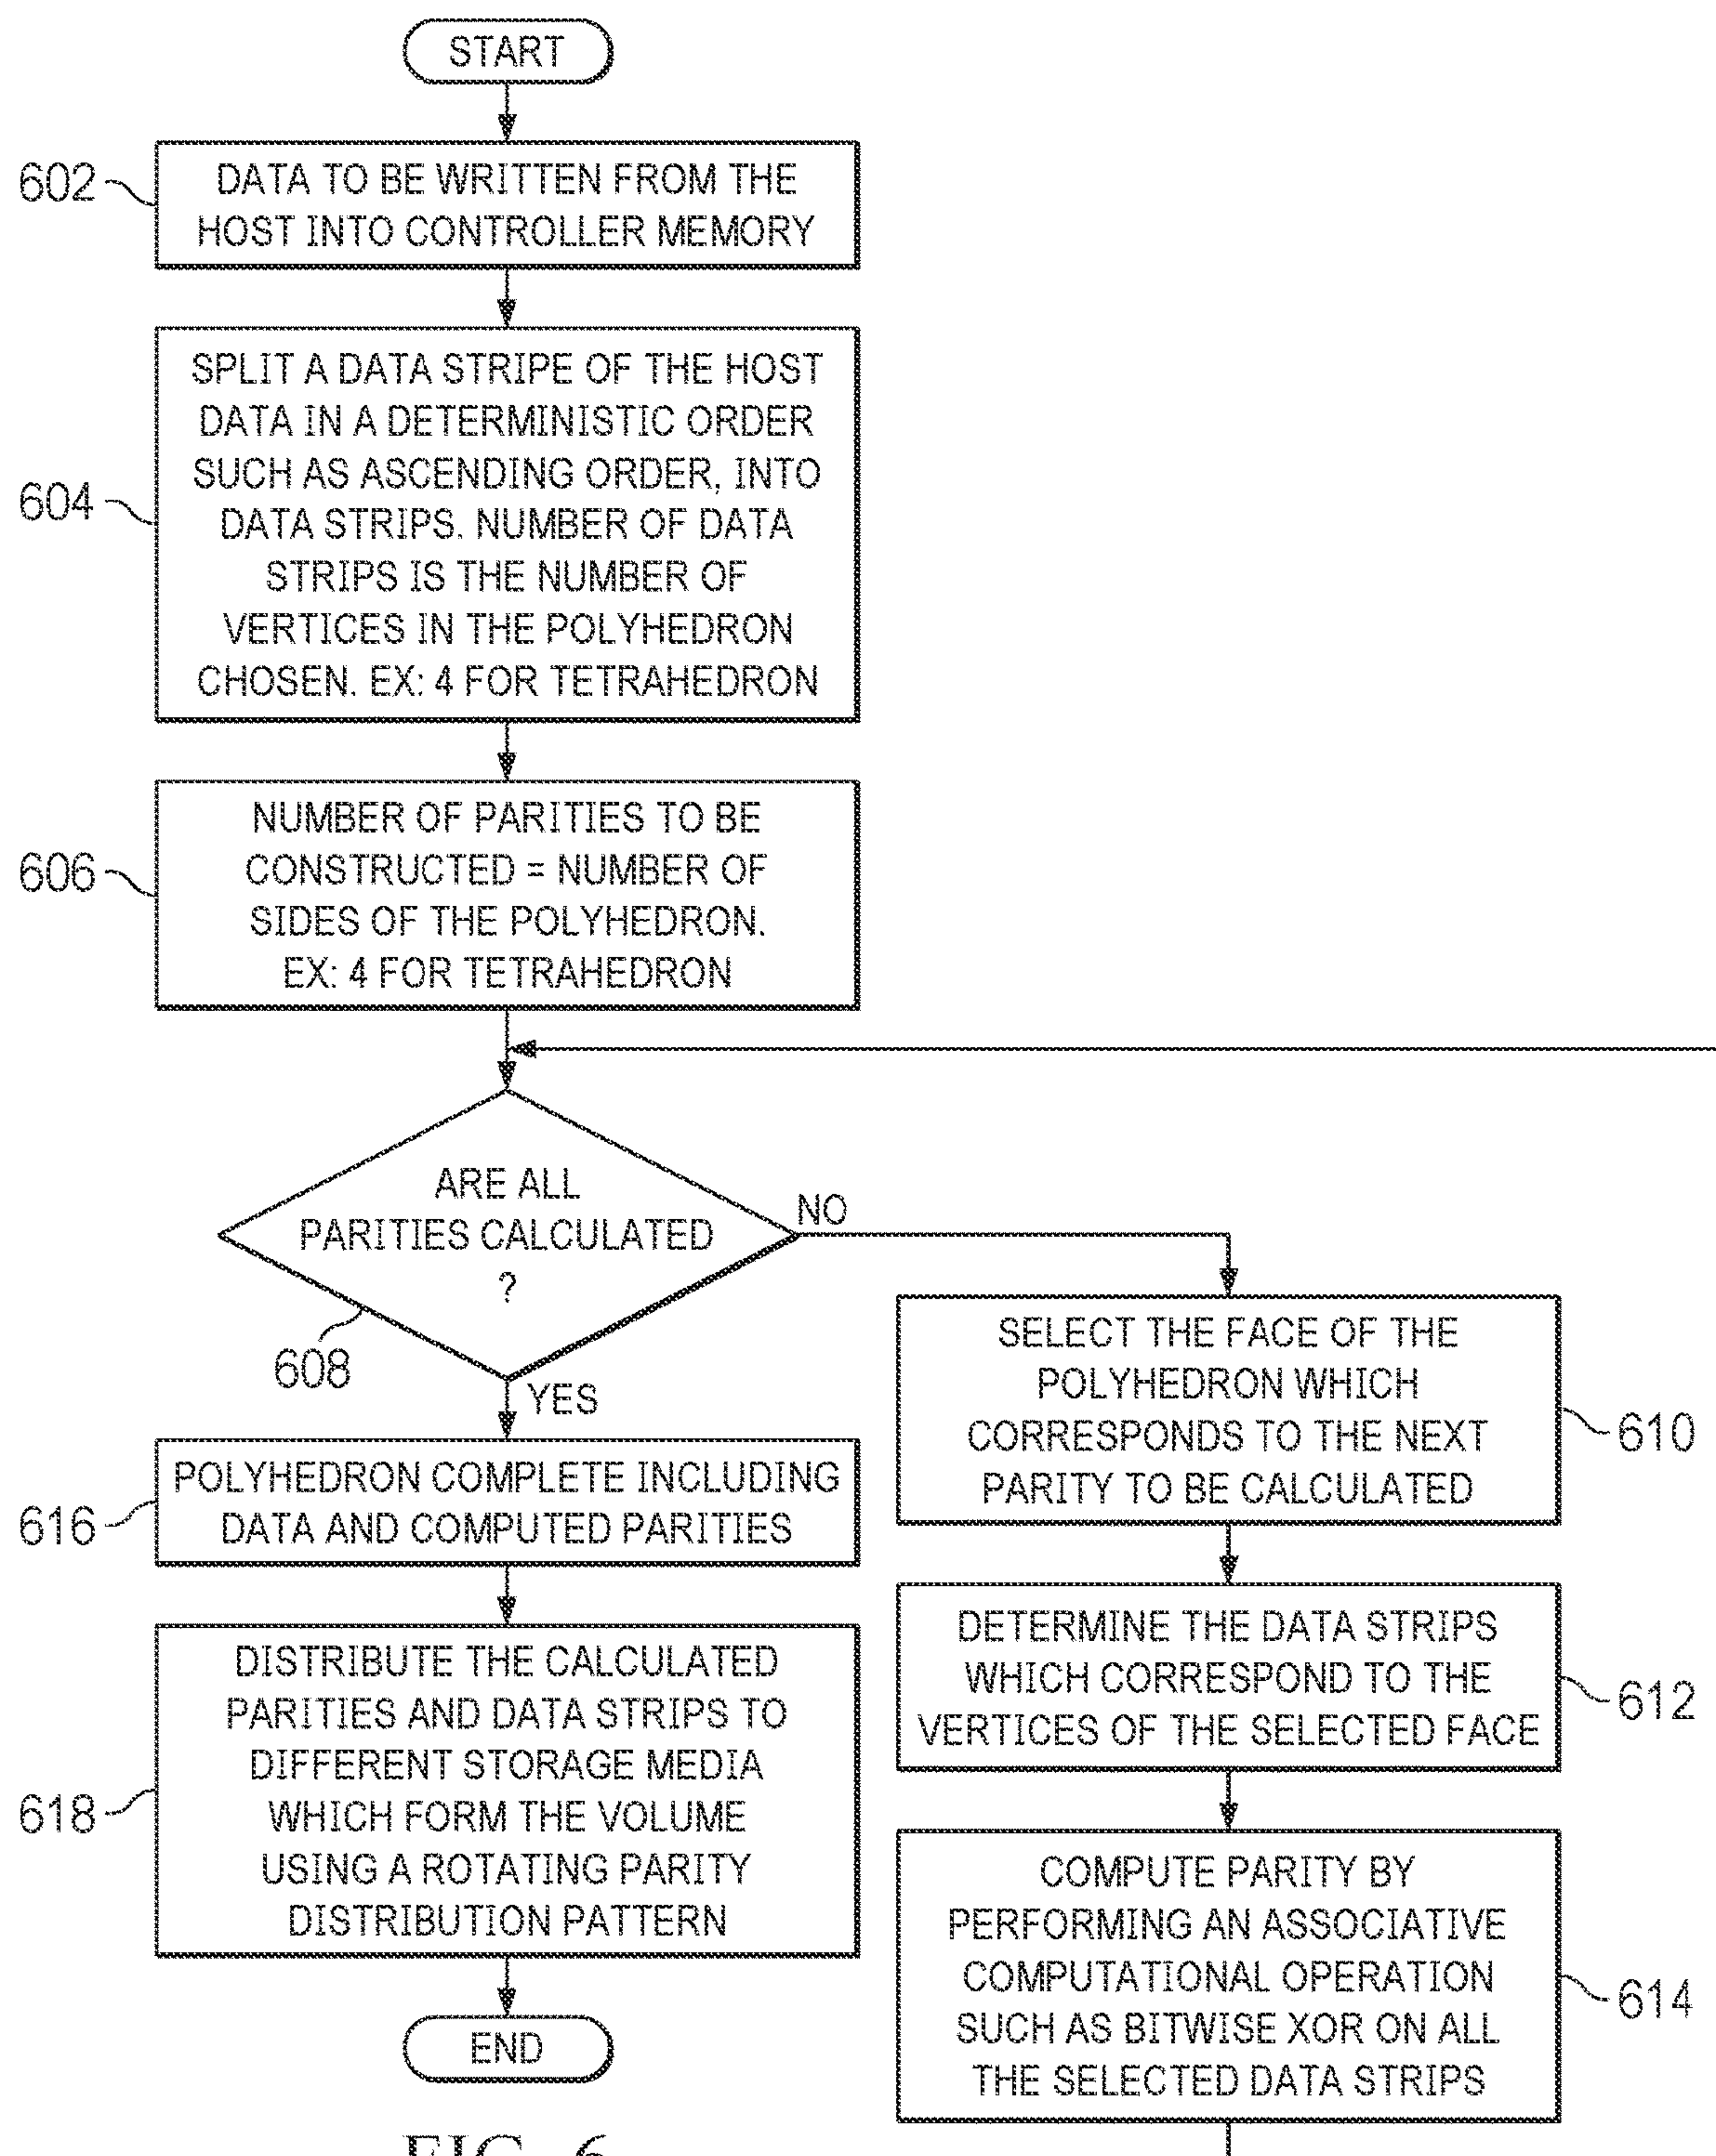 START
602
DATA TO BE WRITTEN FROM THE
HOST INTO CONTROLLER MEMORY
604
SPLIT A DATA STRIPE OF THE HOST
DATA IN A DETERMINISTIC ORDER
SUCH AS ASCENDING ORDER, INTO
DATA STRIPS. NUMBER OF DATA
STRIPS IS THE NUMBER OF
VERTICES IN THE POLYHEDRON
CHOSEN. EX: 4 FOR TETRAHEDRON
606
NUMBER OF PARITIES TO BE
CONSTRUCTED = NUMBER OF
SIDES OF THE POLYHEDRON.
EX: 4 FOR TETRAHEDRON
ARE ALL
PARITIES CALCULATED
?
608
NO
YES
610
SELECT THE FACE OF THE
POLYHEDRON WHICH
CORRESPONDS TO THE NEXT
PARITY TO BE CALCULATED
612
DETERMINE THE DATA STRIPS
WHICH CORRESPOND TO THE
VERTICES OF THE SELECTED FACE
614
COMPUTE PARITY BY
PERFORMING AN ASSOCIATIVE
COMPUTATIONAL OPERATION
SUCH AS BITWISE XOR ON ALL
THE SELECTED DATA STRIPS
616
POLYHEDRON COMPLETE INCLUDING
DATA AND COMPUTED PARITIES
618
DISTRIBUTE THE CALCULATED
PARITIES AND DATA STRIPS TO
DIFFERENT STORAGE MEDIA
WHICH FORM THE VOLUME
USING A ROTATING PARITY
DISTRIBUTION PATTERN
END
FIG. 6